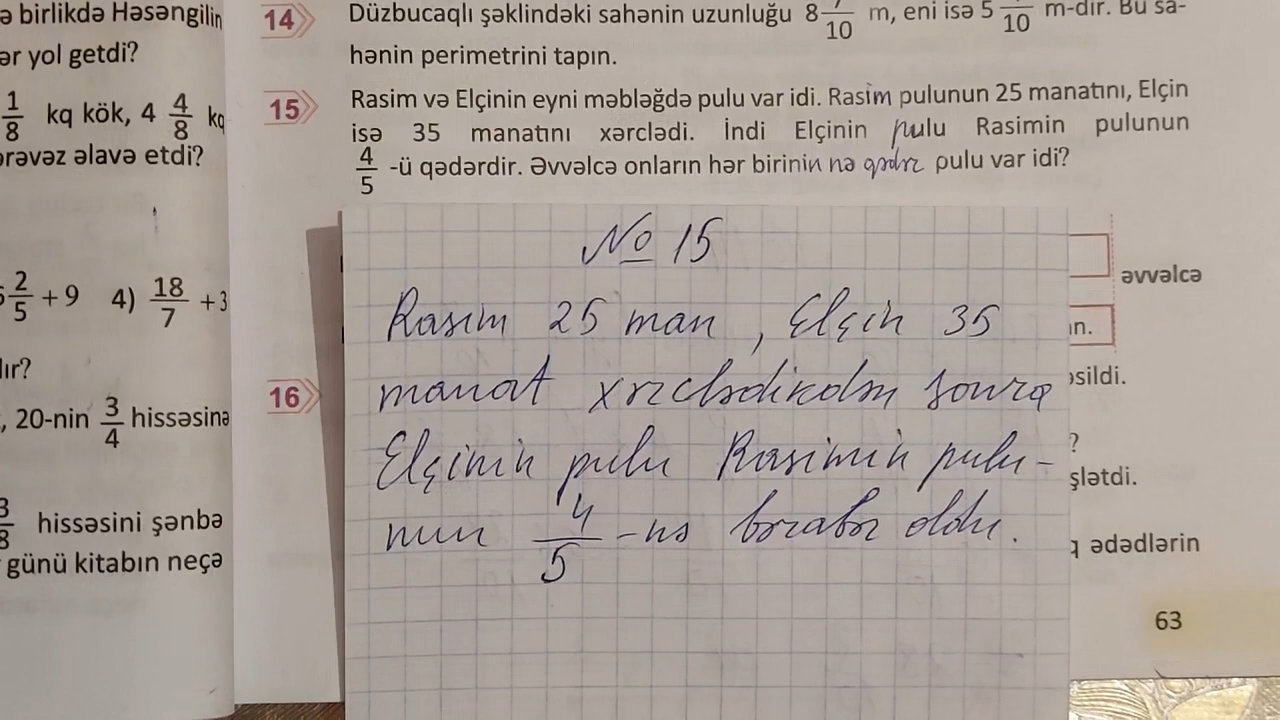 ə birlikdə Həsəngilin
ər yol getdi?
1/8 kq kök, 4 4/8 kq
ərəvəz əlavə etdi?
2/5 + 9 4) 18/7 + 3
lır?
, 20-nin 3/4 hissəsinə
3/8 hissəsini şənbə
günü kitabın neçə
14 Düzbucaqlı şəklindəki sahənin uzunluğu 8 7/10 m, eni isə 5 /10 m-dir. Bu sa-
hənin perimetrini tapın.
15 Rasim və Elçinin eyni məbləğdə pulu var idi. Rasim pulunun 25 manatını, Elçin
isə 35 manatını xərclədi. İndi Elçinin pulu Rasimin pulunun
4/5 -ü qədərdir. Əvvəlcə onların hər birinin nə qədər pulu var idi?
№ 15
Rasim 25 man, Elçin 35
manat xərclədikdən sonra
Elçinin pulu Rasimin pulu-
nun 4/5 -nə bərabər oldu.
əvvəlcə
ın.
əsildi.
16
?
şlətdi.
q ədədlərin
63